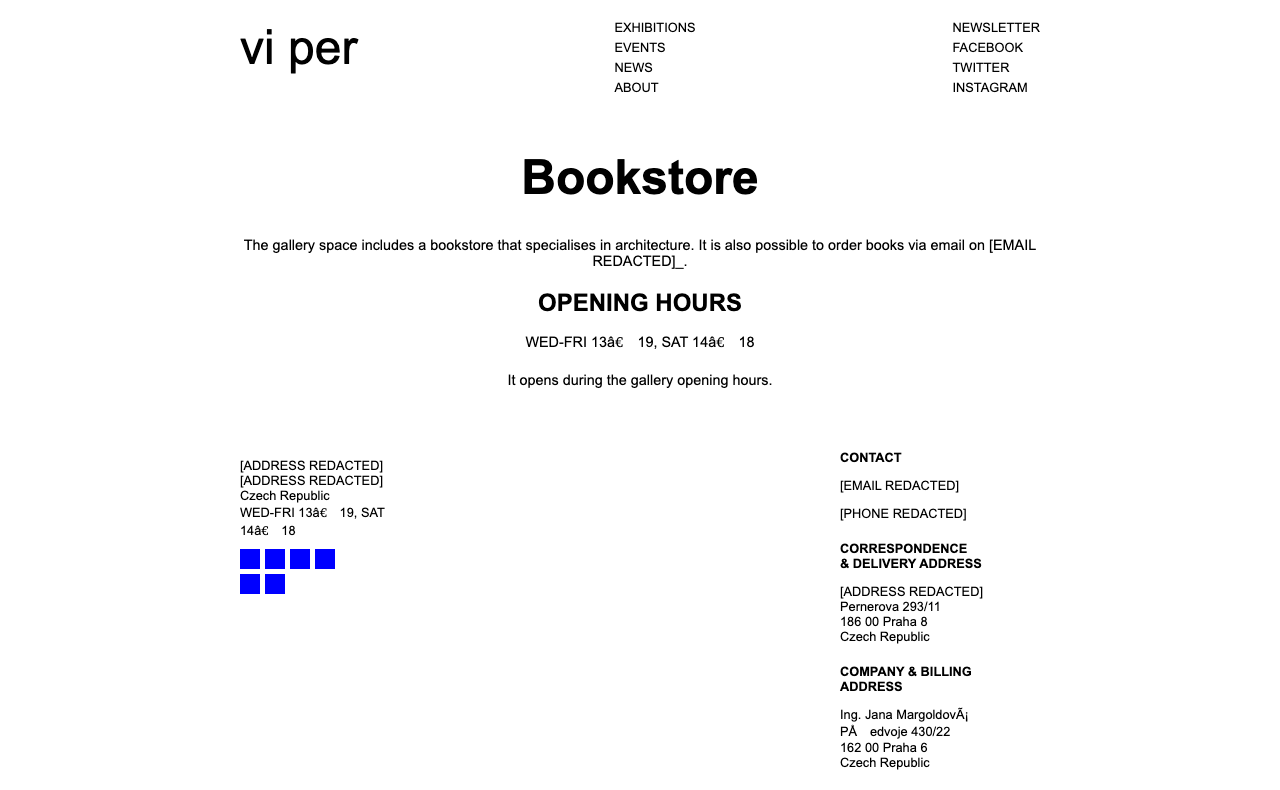 vi per
EXHIBITIONS
EVENTS
NEWS
ABOUT
NEWSLETTER
FACEBOOK
TWITTER
INSTAGRAM
Bookstore
The gallery space includes a bookstore that specialises in architecture. It is also possible to order books via email on [EMAIL
REDACTED]_.
OPENING HOURS
WED-FRI 13â€ 19, SAT 14â€ 18
It opens during the gallery opening hours.
[ADDRESS REDACTED]
[ADDRESS REDACTED]
Czech Republic
WED-FRI 13â€ 19, SAT
14â€ 18
CONTACT
[EMAIL REDACTED]
[PHONE REDACTED]
CORRESPONDENCE
& DELIVERY ADDRESS
[ADDRESS REDACTED]
Pernerova 293/11
186 00 Praha 8
Czech Republic
COMPANY & BILLING
ADDRESS
Ing. Jana MargoldovÃ¡
PÅ edvoje 430/22
162 00 Praha 6
Czech Republic